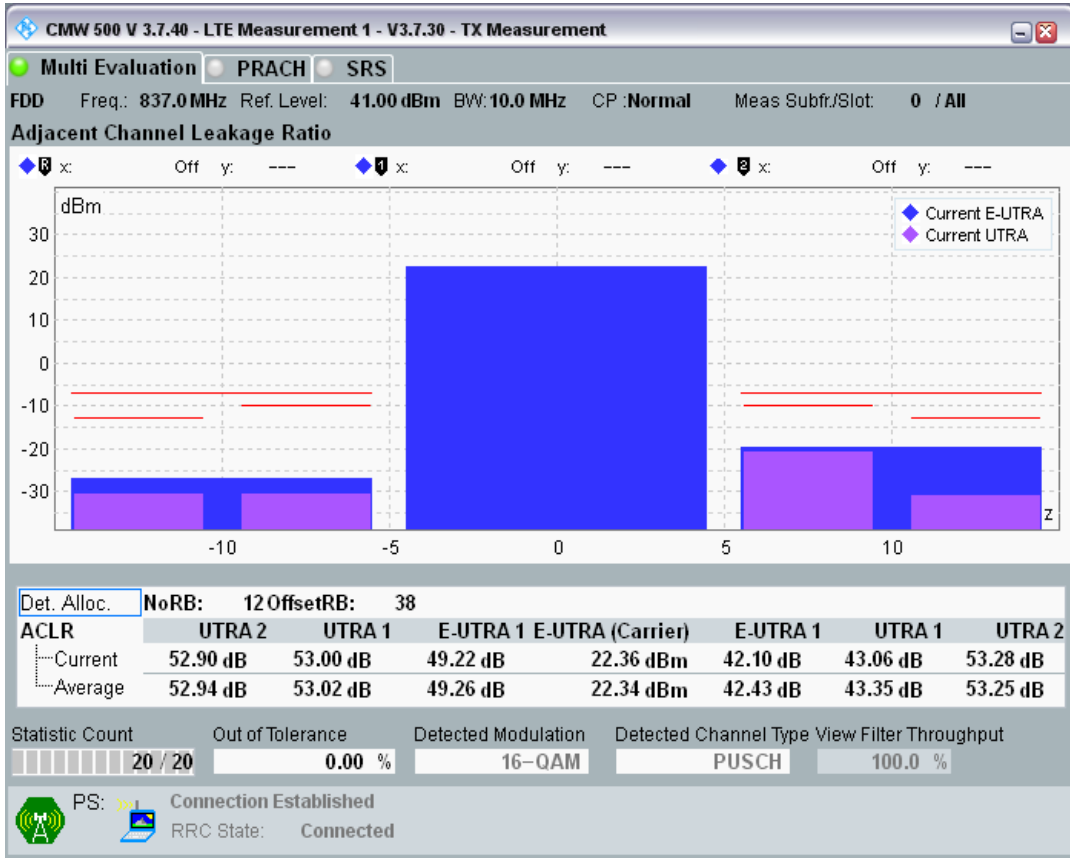 CMW 500 V 3.7.40 - LTE Measurement 1 - V3.7.30 - TX Measurement
Multi Evaluation PRACH SRS
FDD Freq.: 837.0 MHz Ref. Level: 41.00 dBm BW: 10.0 MHz CP :Normal Meas Subfr./Slot: 0 / All
Adjacent Channel Leakage Ratio
R x: Off y: --- 1 x: Off y: --- 2 x: Off y: ---
dBm
Current E-UTRA
Current UTRA
30
20
10
0
-10
-20
-30
z
-10 -5 0 5 10
Det. Alloc. NoRB: 12 OffsetRB: 38
ACLR UTRA 2 UTRA 1 E-UTRA 1 E-UTRA (Carrier) E-UTRA 1 UTRA 1 UTRA 2
Current 52.90 dB 53.00 dB 49.22 dB 22.36 dBm 42.10 dB 43.06 dB 53.28 dB
Average 52.94 dB 53.02 dB 49.26 dB 22.34 dBm 42.43 dB 43.35 dB 53.25 dB
Statistic Count Out of Tolerance Detected Modulation Detected Channel Type View Filter Throughput
20 / 20 0.00 % 16-QAM PUSCH 100.0 %
PS: Connection Established
RRC State: Connected